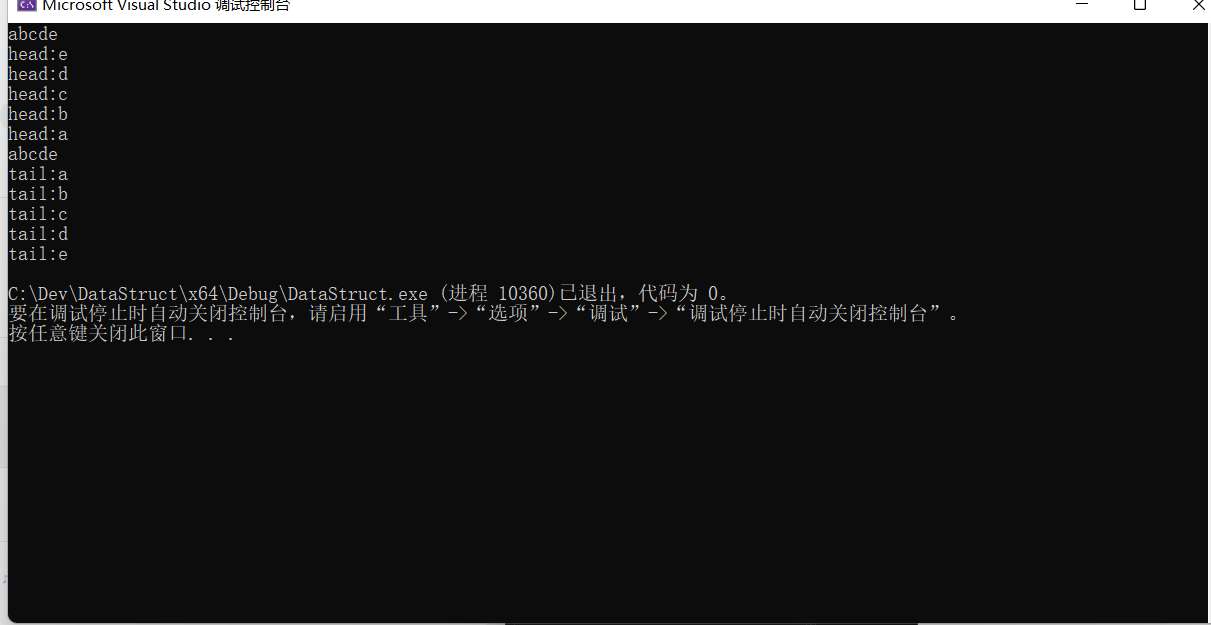 Microsoft Visual Studio 调试控制台
abcde
head:e
head:d
head:c
head:b
head:a
abcde
tail:a
tail:b
tail:c
tail:d
tail:e
C:\Dev\DataStruct\x64\Debug\DataStruct.exe (进程 10360)已退出，代码为 0。
要在调试停止时自动关闭控制台，请启用“工具”->“选项”->“调试”->“调试停止时自动关闭控制台”。
按任意键关闭此窗口. . .